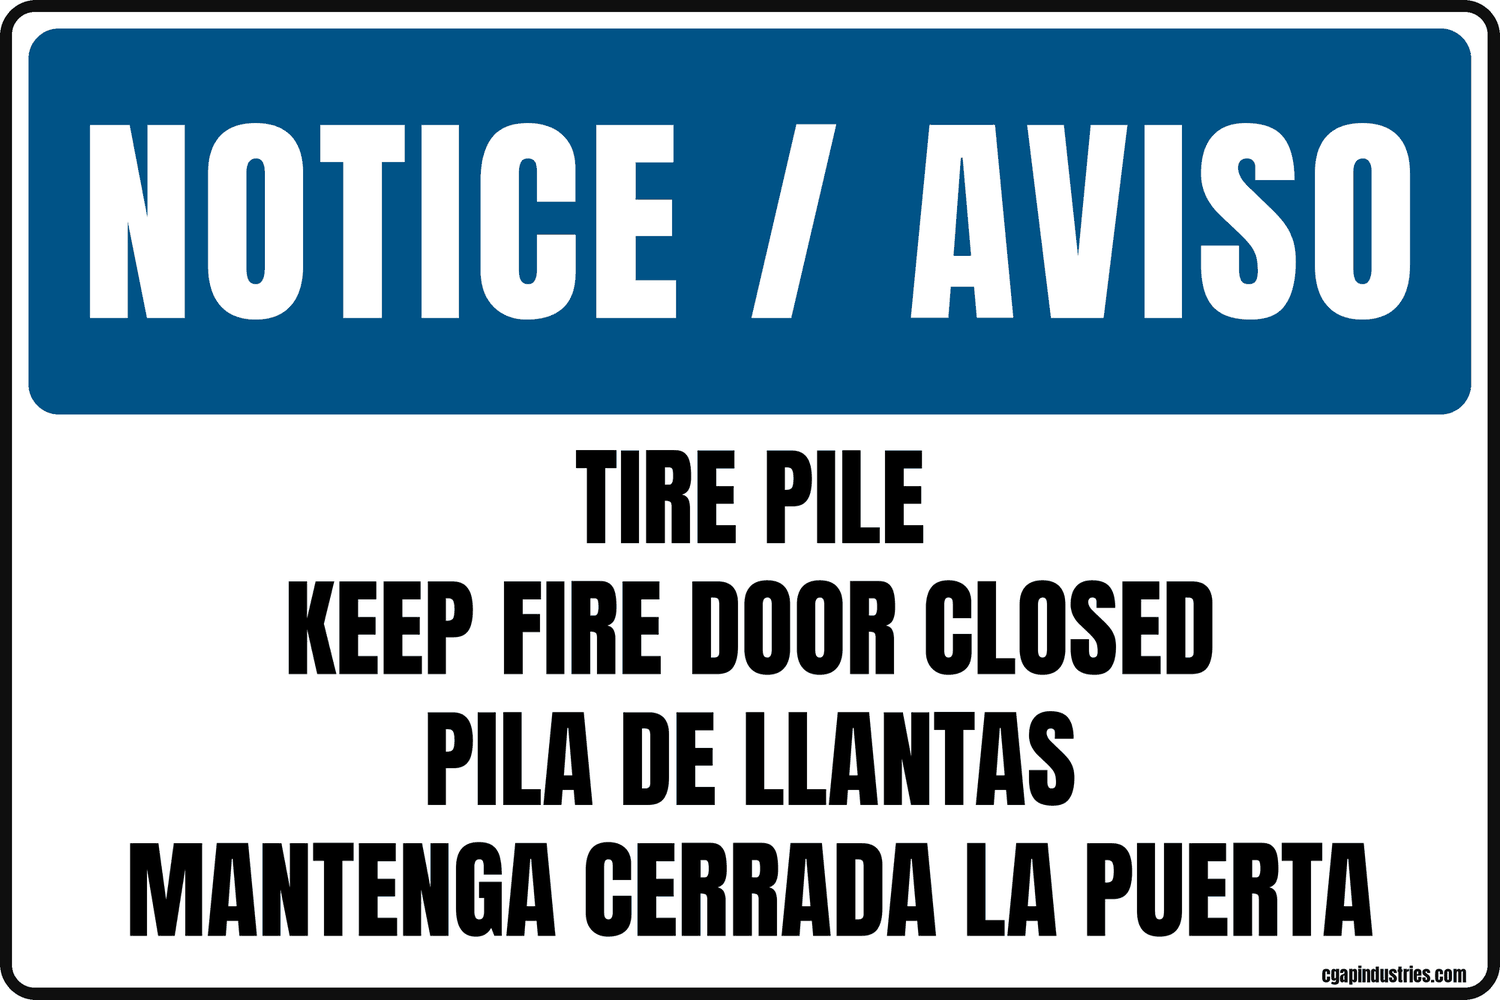 NOTICE / AVISO
TIRE PILE
KEEP FIRE DOOR CLOSED
PILA DE LLANTAS
MANTENGA CERRADA LA PUERTA
cgapindustries.com